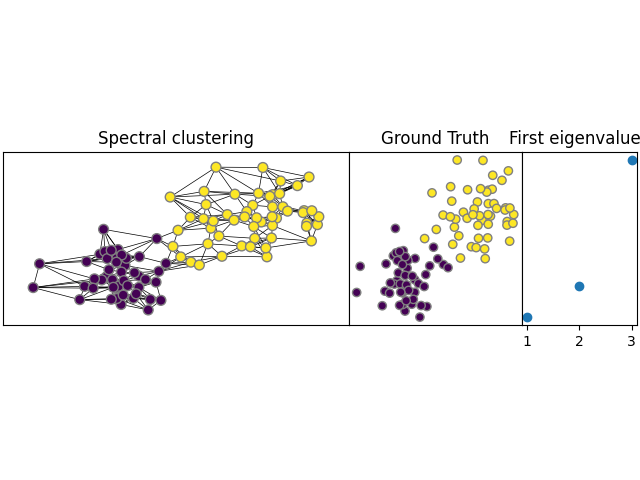 Spectral clustering
Ground Truth
First eigenvalue
1
2
3